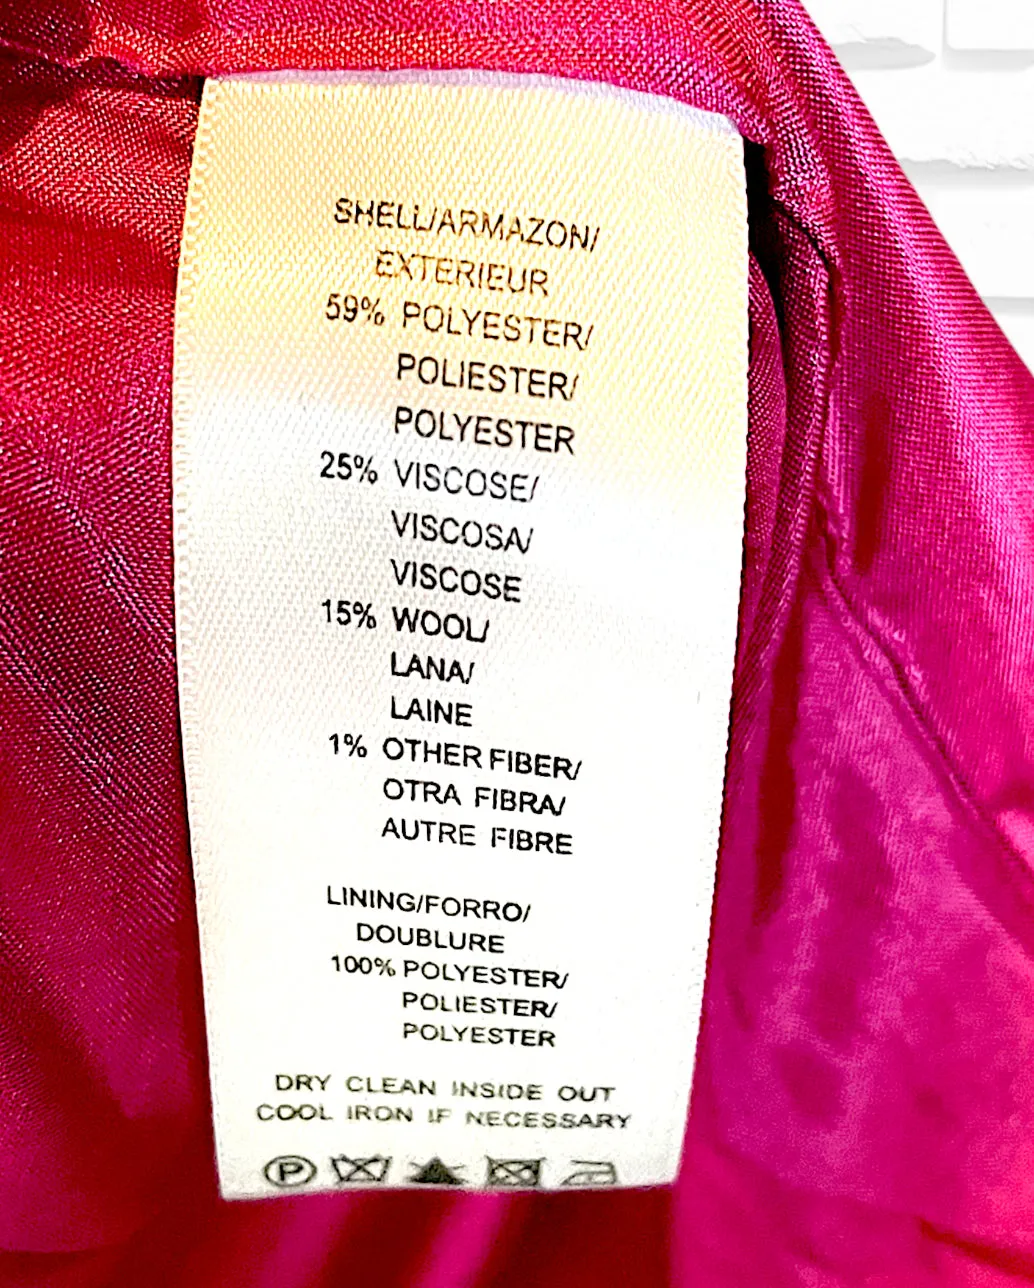 SHELL/ARMAZON/
EXTERIEUR
59% POLYESTER/
POLIESTER/
POLYESTER
25% VISCOSE/
VISCOSA/
VISCOSE
15% WOOL/
LANA/
LAINE
1% OTHER FIBER/
OTRA FIBRA/
AUTRE FIBRE
LINING/FORRO/
DOUBLURE
100% POLYESTER/
POLIESTER/
POLYESTER
DRY CLEAN INSIDE OUT
COOL IRON IF NECESSARY
P